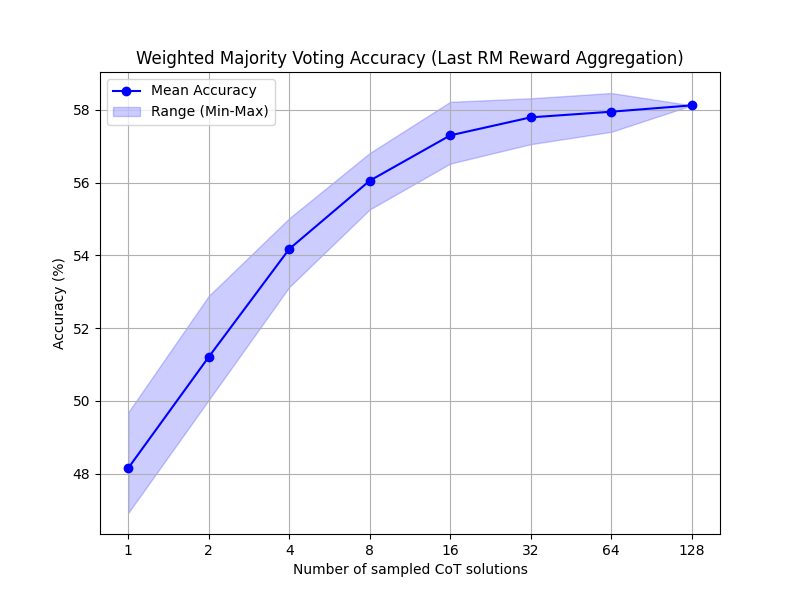 Weighted Majority Voting Accuracy (Last RM Reward Aggregation)
Mean Accuracy
Range (Min-Max)
Accuracy (%)
58
56
54
52
50
48
1 2 4 8 16 32 64 128
Number of sampled CoT solutions